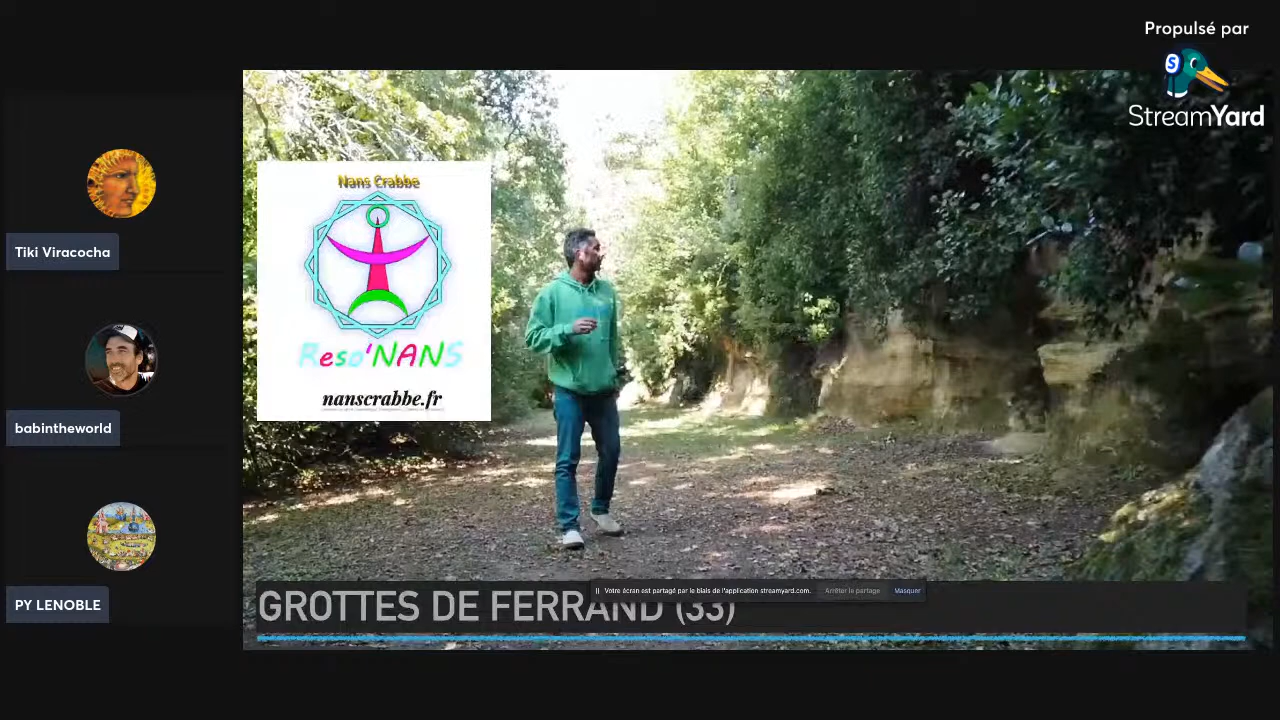 Propulsé par
StreamYard
Tiki Viracocha
babintheworld
PY LENOBLE
Nans Crabbe
Reso'NANS
nanscrabbe.fr
Votre écran est partagé par le biais de l'application streamyard.com.
Arrêter le partage
Masquer
GROTTES DE FERRAND (33)